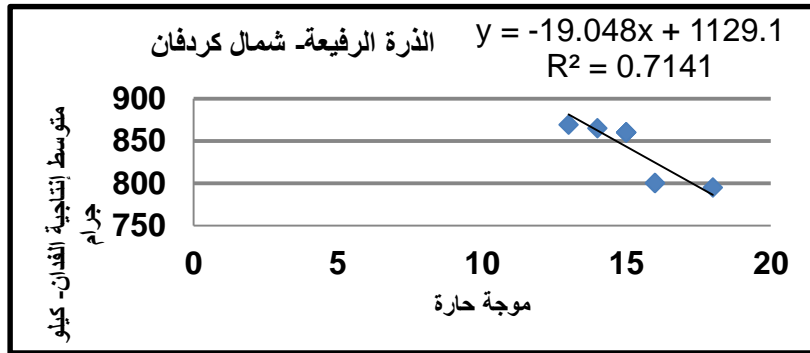 الذرة الرفيعة- شمال كردفان
y = -19.048x + 1129.1
R² = 0.7141
متوسط إنتاجية الفدان- كيلو
جرام
900
850
800
750
0 5 10 15 20
موجة حارة